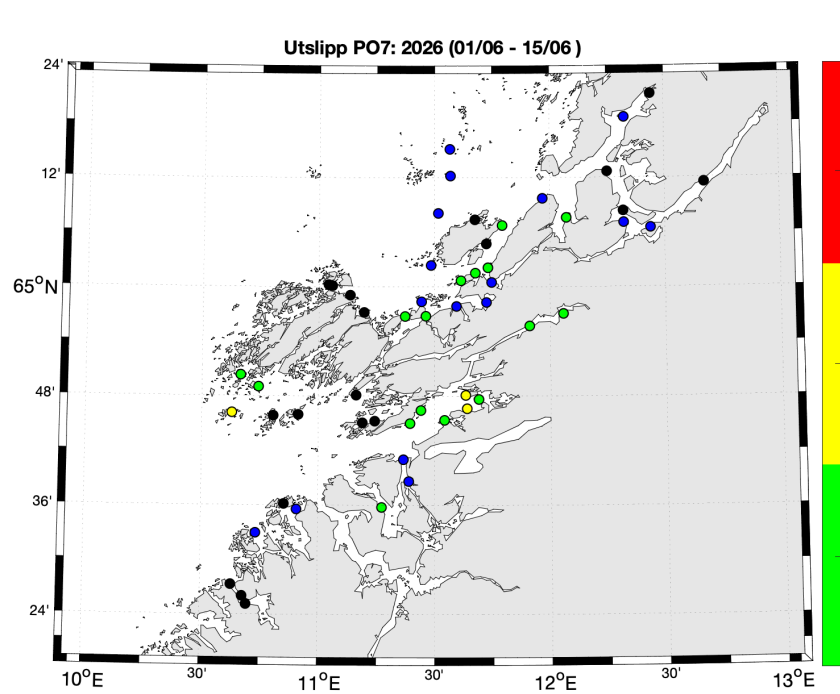 Utslipp PO7: 2026 (01/06 - 15/06 )
24'
12'
65°N
48'
36'
24'
10°E
30'
11°E
30'
12°E
30'
13°E